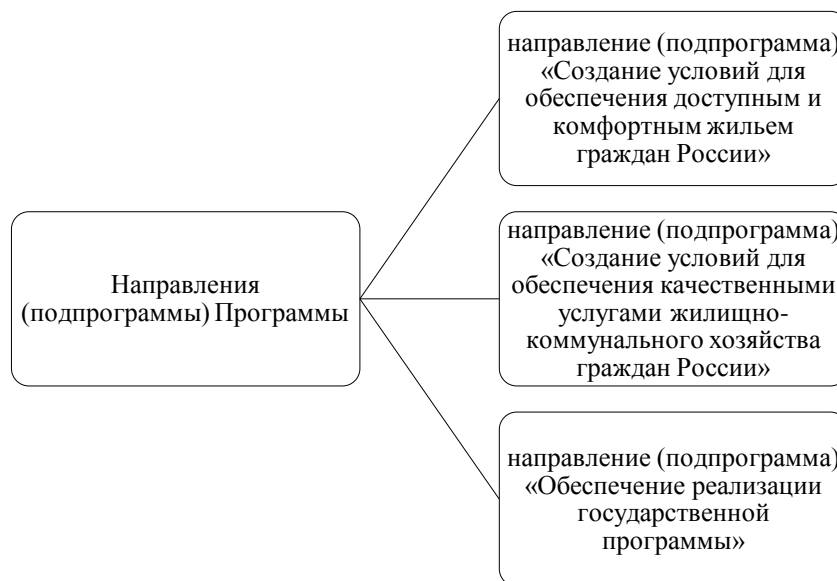 направление (подпрограмма)
«Создание условий для
обеспечения доступным и
комфортным жильем
граждан России»
Направления
(подпрограммы) Программы
направление (подпрограмма)
«Создание условий для
обеспечения качественными
услугами жилищно-
коммунального хозяйства
граждан России»
направление (подпрограмма)
«Обеспечение реализации
государственной
программы»